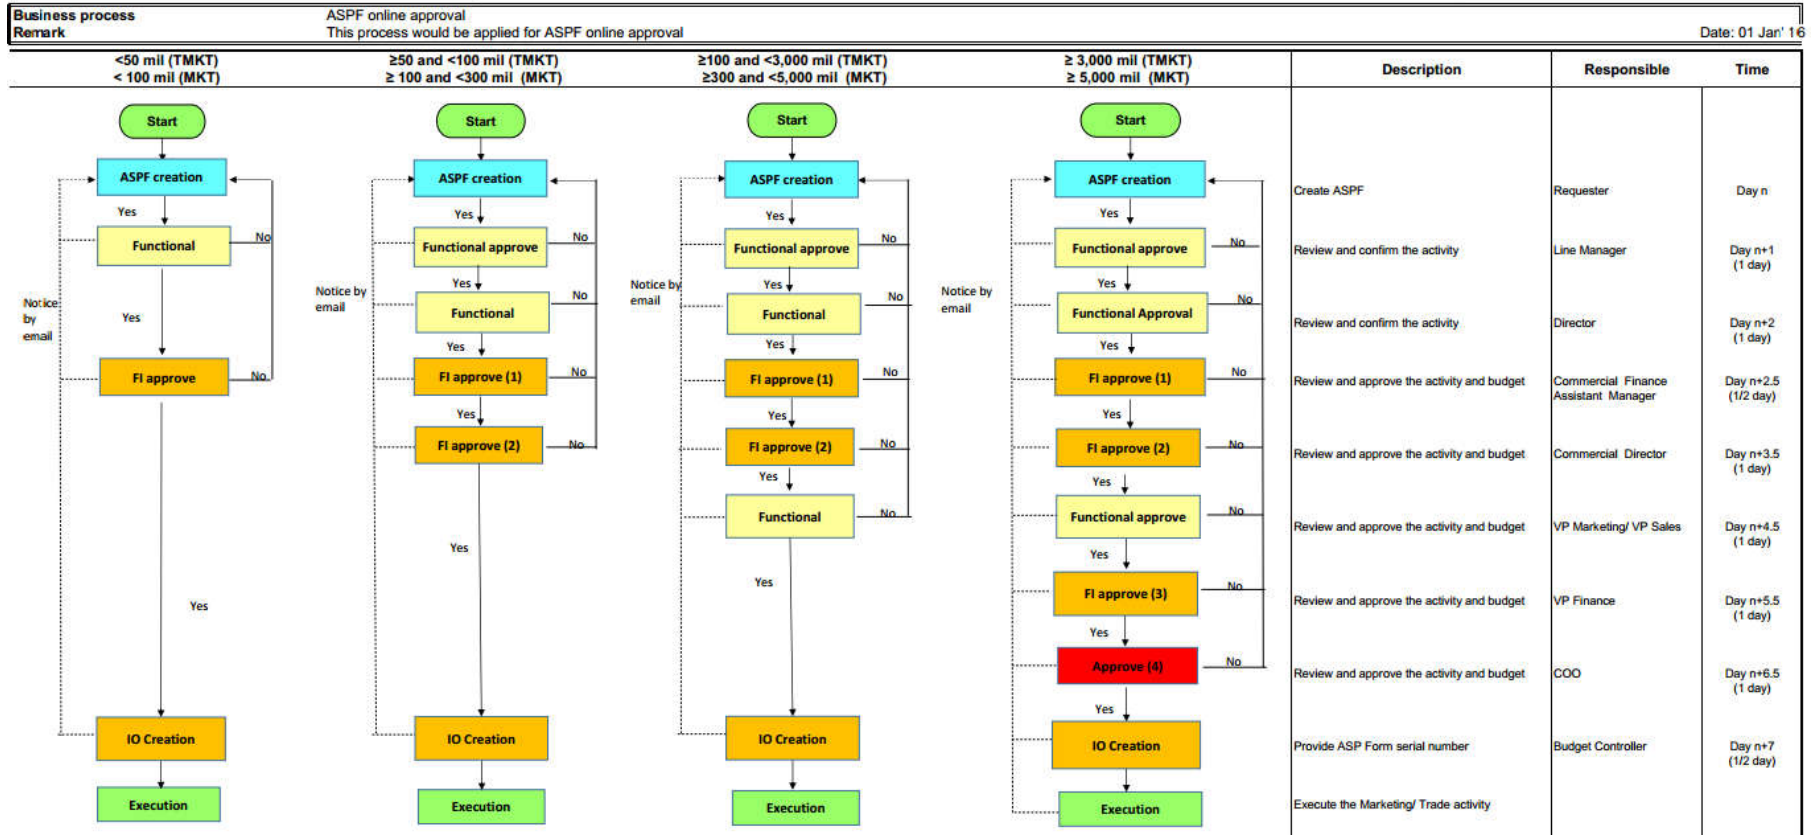 Business process ASPF online approval
Remark This process would be applied for ASPF online approval Date: 01 Jan' 16
<50 mil (TMKT)
< 100 mil (MKT)
≥50 and <100 mil (TMKT)
≥ 100 and <300 mil (MKT)
≥100 and <3,000 mil (TMKT)
≥300 and <5,000 mil (MKT)
≥ 3,000 mil (TMKT)
≥ 5,000 mil (MKT)
Description Responsible Time
Start
ASPF creation
Yes
Functional
No
Notice
by
email
Yes
FI approve
No
Yes
IO Creation
Execution
Start
ASPF creation
Yes
Functional approve
No
Notice by
email
Yes
Functional
No
Yes
FI approve (1)
No
Yes
FI approve (2)
No
Yes
IO Creation
Execution
Start
ASPF creation
Yes
Functional approve
No
Notice by
email
Yes
Functional
No
Yes
FI approve (1)
No
Yes
FI approve (2)
No
Yes
Functional
No
Yes
IO Creation
Execution
Start
ASPF creation
Yes
Functional approve
No
Notice by
email
Yes
Functional Approval
No
Yes
FI approve (1)
No
Yes
FI approve (2)
No
Yes
Functional approve
No
Yes
FI approve (3)
No
Yes
Approve (4)
No
Yes
IO Creation
Execution
Create ASPF Requester Day n
Review and confirm the activity Line Manager Day n+1
(1 day)
Review and confirm the activity Director Day n+2
(1 day)
Review and approve the activity and budget Commercial Finance Day n+2.5
Assistant Manager (1/2 day)
Review and approve the activity and budget Commercial Director Day n+3.5
(1 day)
Review and approve the activity and budget VP Marketing/ VP Sales Day n+4.5
(1 day)
Review and approve the activity and budget VP Finance Day n+5.5
(1 day)
Review and approve the activity and budget COO Day n+6.5
(1 day)
Provide ASP Form serial number Budget Controller Day n+7
(1/2 day)
Execute the Marketing/ Trade activity